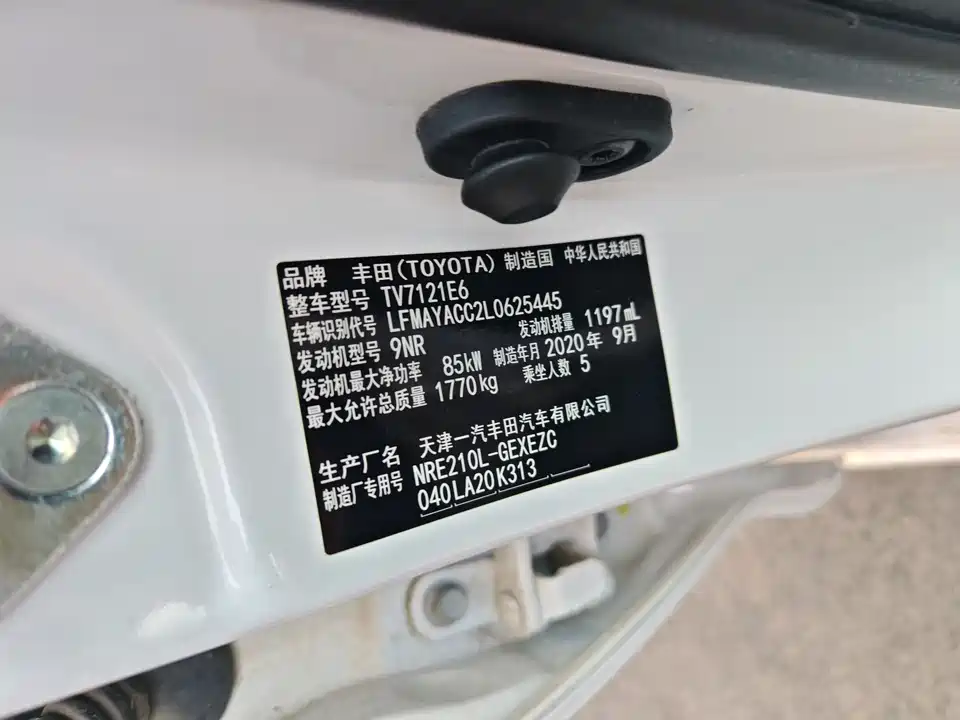 品牌 丰田(TOYOTA) 制造国 中华人民共和国
整车型号 TV7121E6
车辆识别代号 LFMAYACC2L0625445
发动机型号 9NR 发动机排量 1197mL
发动机最大净功率 85kW 制造年月 2020年 9月
最大允许总质量 1770kg 乘坐人数 5
生产厂名 天津一汽丰田汽车有限公司
制造厂专用号 NRE210L-GEXEZC
040 LA20 K313